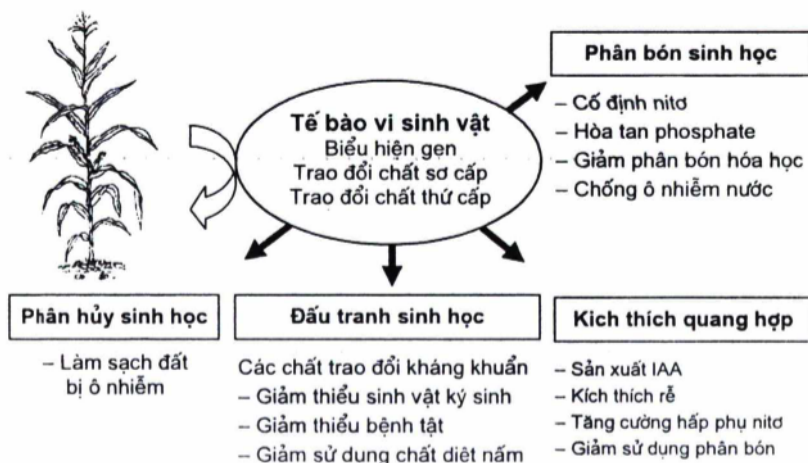 Phân bón sinh học
– Cố định nitơ
– Hòa tan phosphate
– Giảm phân bón hóa học
– Chống ô nhiễm nước
Tế bào vi sinh vật
Biểu hiện gen
Trao đổi chất sơ cấp
Trao đổi chất thứ cấp
Phân hủy sinh học
– Làm sạch đất
bị ô nhiễm
Đấu tranh sinh học
Các chất trao đổi kháng khuẩn
– Giảm thiểu sinh vật ký sinh
– Giảm thiểu bệnh tật
– Giảm sử dụng chất diệt nấm
Kich thích quang hợp
– Sản xuất IAA
– Kích thích rễ
– Tăng cường hấp phụ nitơ
– Giảm sử dụng phân bón